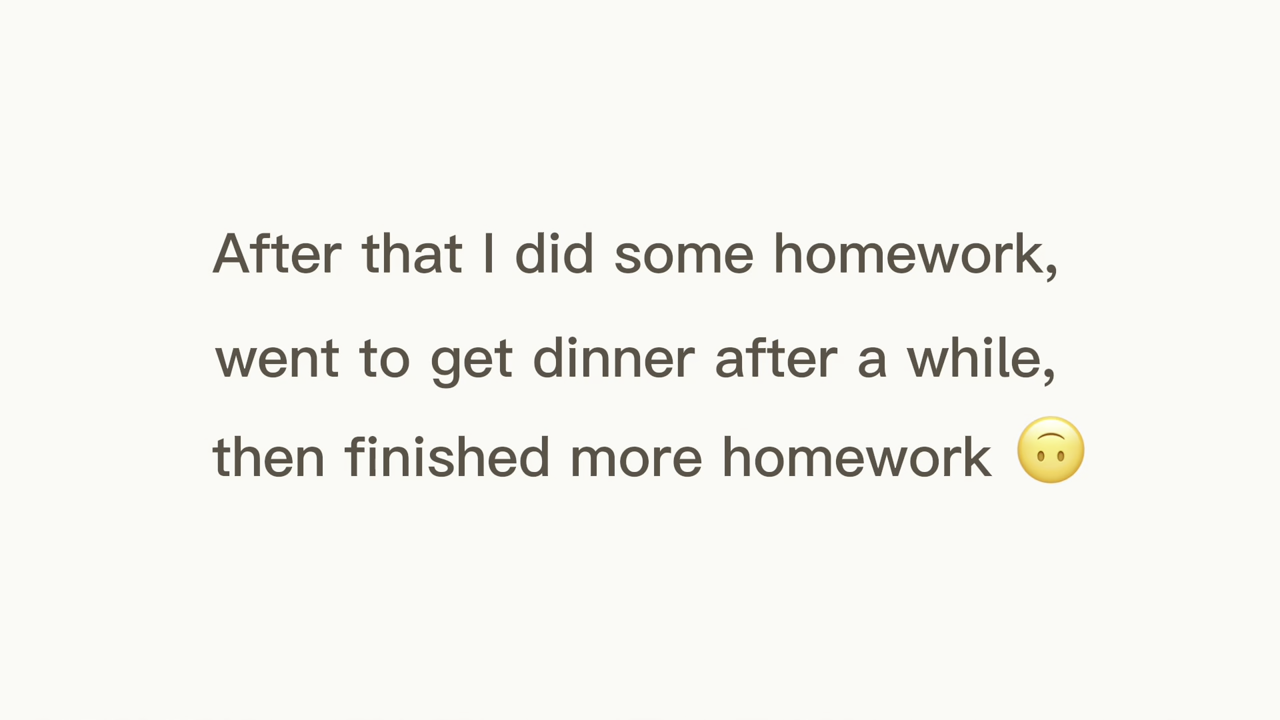 After that I did some homework,
went to get dinner after a while,
then finished more homework 🙃